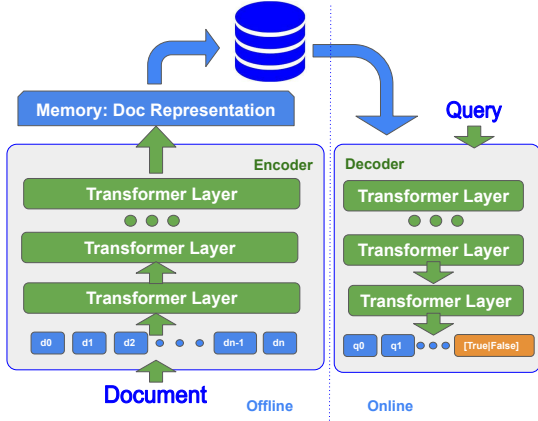 Memory: Doc Representation
Query
Encoder
Decoder
Transformer Layer
Transformer Layer
Transformer Layer
Transformer Layer
Transformer Layer
Transformer Layer
d0 d1 d2 dn-1 dn
q0 q1 [True|False]
Document
Offline
Online